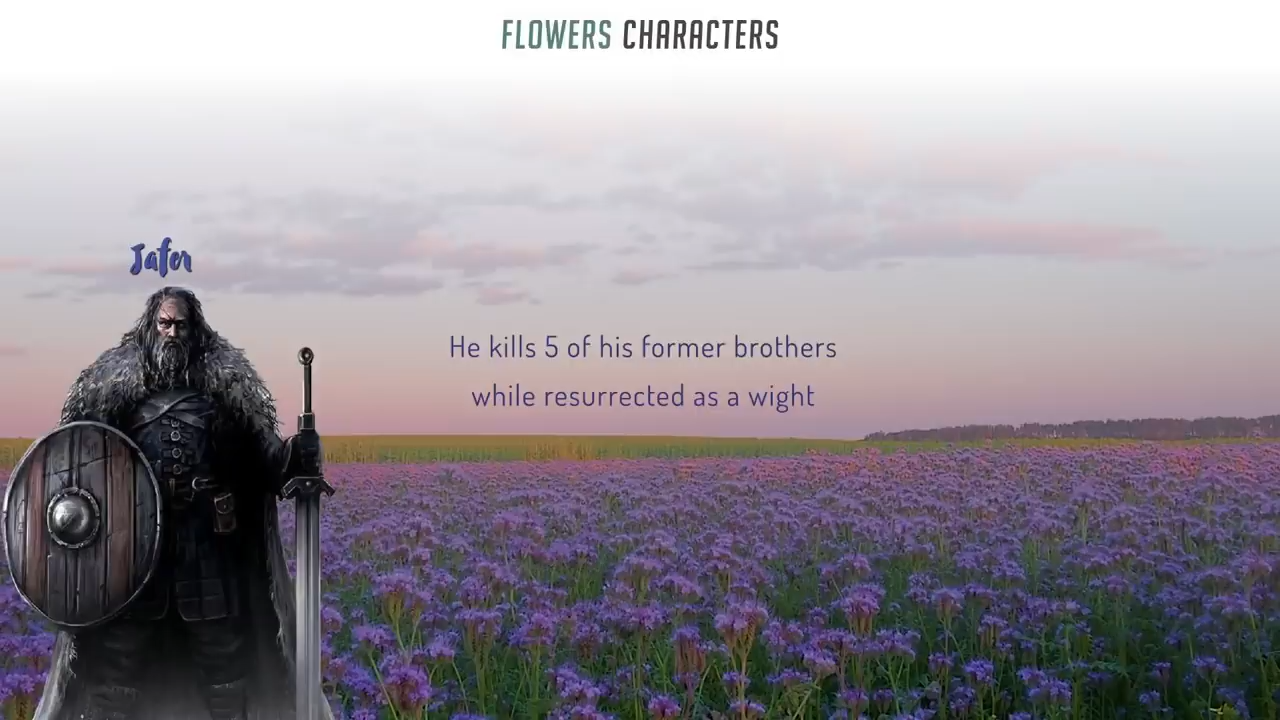 FLOWERS CHARACTERS
Jafer
He kills 5 of his former brothers
while resurrected as a wight